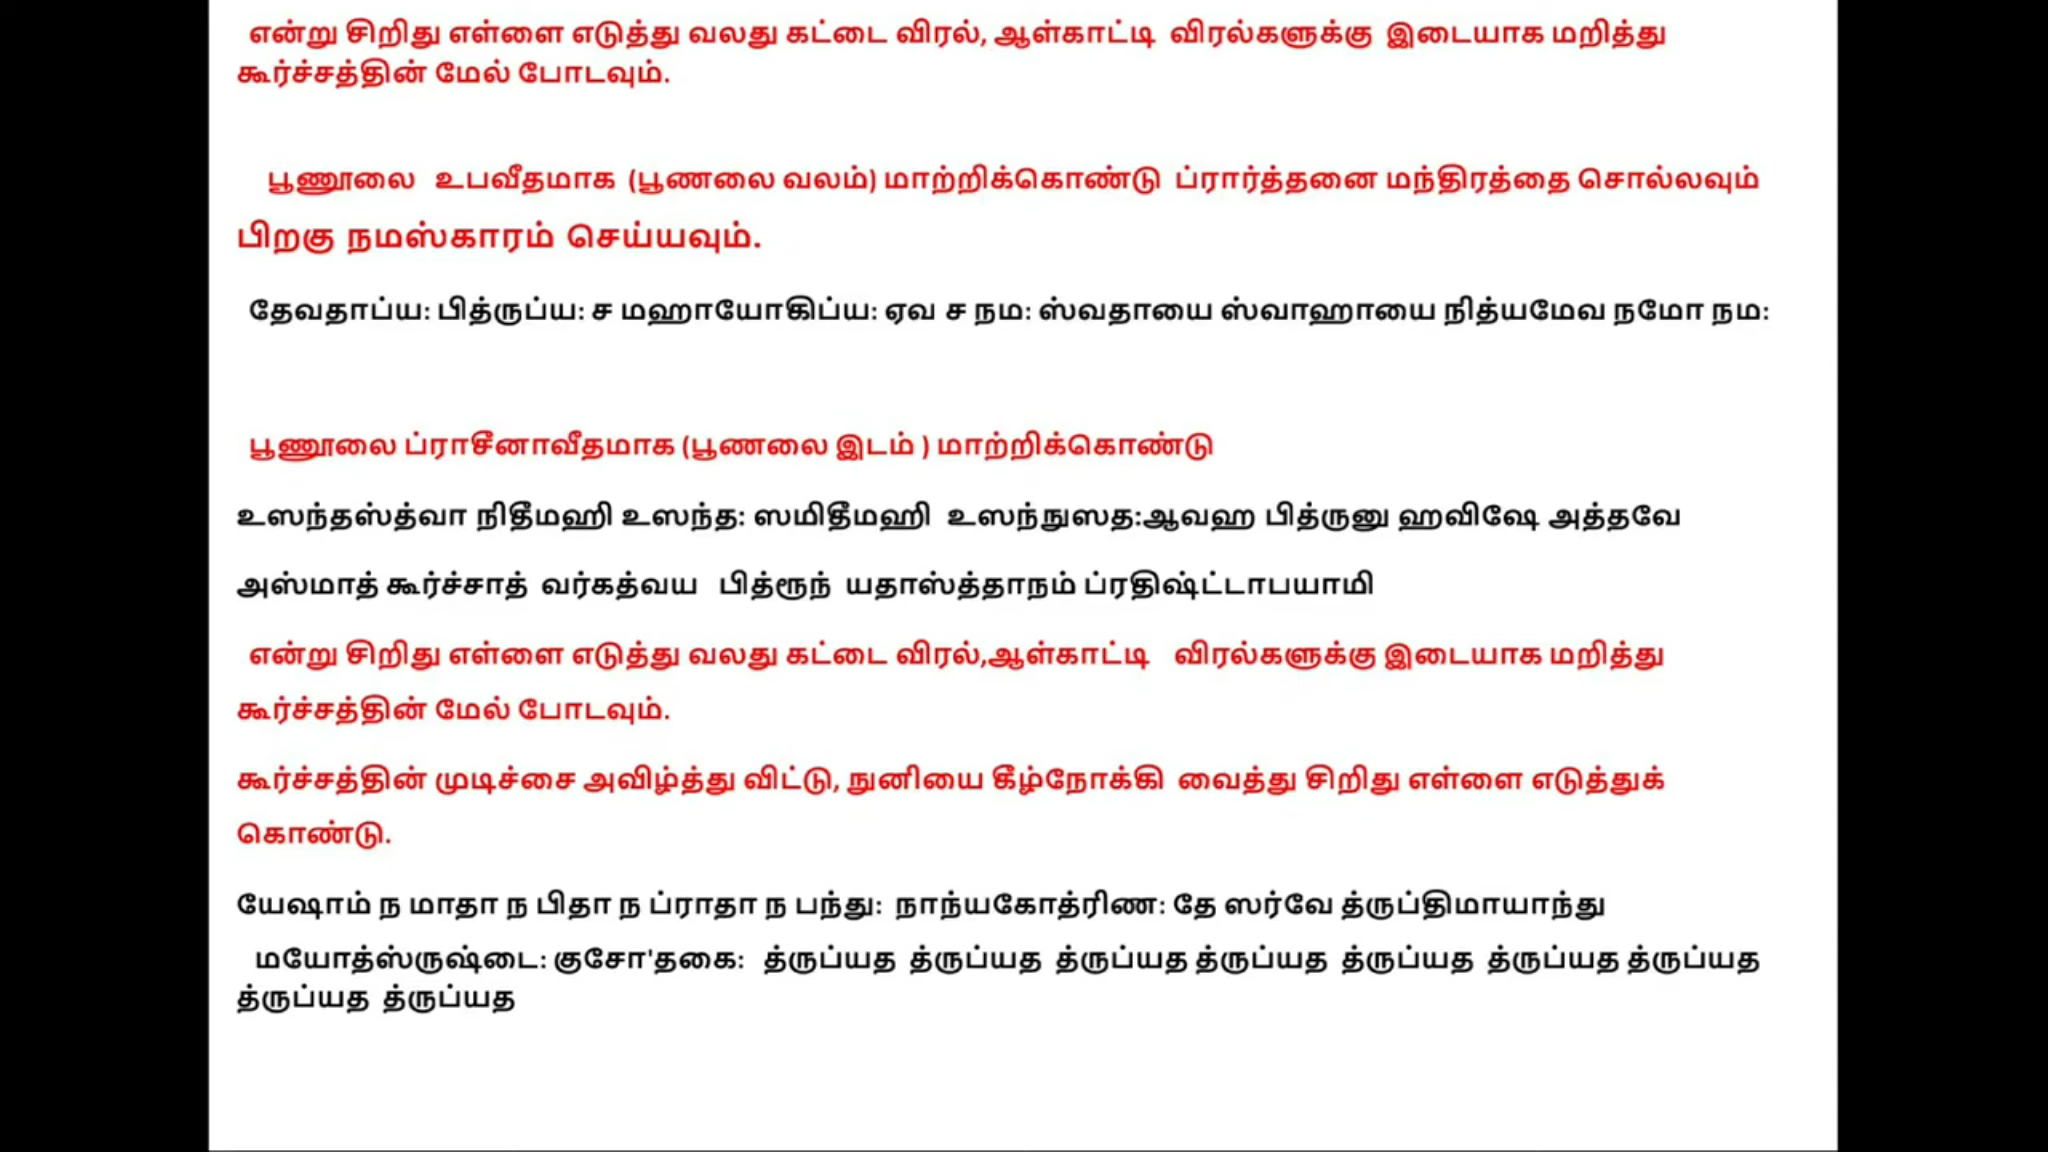 என்று சிறிது எள்ளை எடுத்து வலது கட்டை விரல், ஆள்காட்டி விரல்களுக்கு இடையாக மறித்து
கூர்ச்சத்தின் மேல் போடவும்.
பூணூலை உபவீதமாக (பூணலை வலம்) மாற்றிக்கொண்டு ப்ரார்த்தனை மந்திரத்தை சொல்லவும்
பிறகு நமஸ்காரம் செய்யவும்.
தேவதாப்ய: பித்ருப்ய: ச மஹாயோகிப்ய: ஏவ ச நம: ஸ்வதாயை ஸ்வாஹாயை நித்யமேவ நமோ நம:
பூணூலை ப்ராசீனாவீதமாக (பூணலை இடம் ) மாற்றிக்கொண்டு
உஸந்தஸ்த்வா நிதீமஹி உஸந்த: ஸமிதீமஹி உஸந்நுஸத:ஆவஹ பித்ருனு ஹவிஷே அத்தவே
அஸ்மாத் கூர்ச்சாத் வர்கத்வய பித்ரூந் யதாஸ்த்தாநம் ப்ரதிஷ்ட்டாபயாமி
என்று சிறிது எள்ளை எடுத்து வலது கட்டை விரல்,ஆள்காட்டி விரல்களுக்கு இடையாக மறித்து
கூர்ச்சத்தின் மேல் போடவும்.
கூர்ச்சத்தின் முடிச்சை அவிழ்த்து விட்டு, நுனியை கீழ்நோக்கி வைத்து சிறிது எள்ளை எடுத்துக்
கொண்டு.
யேஷாம் ந மாதா ந பிதா ந ப்ராதா ந பந்து: நாந்யகோத்ரிண: தே ஸர்வே த்ருப்திமாயாந்து
மயோத்ஸ்ருஷ்டை: குசோ'தகை: த்ருப்யத த்ருப்யத த்ருப்யத த்ருப்யத த்ருப்யத த்ருப்யத த்ருப்யத
த்ருப்யத த்ருப்யத